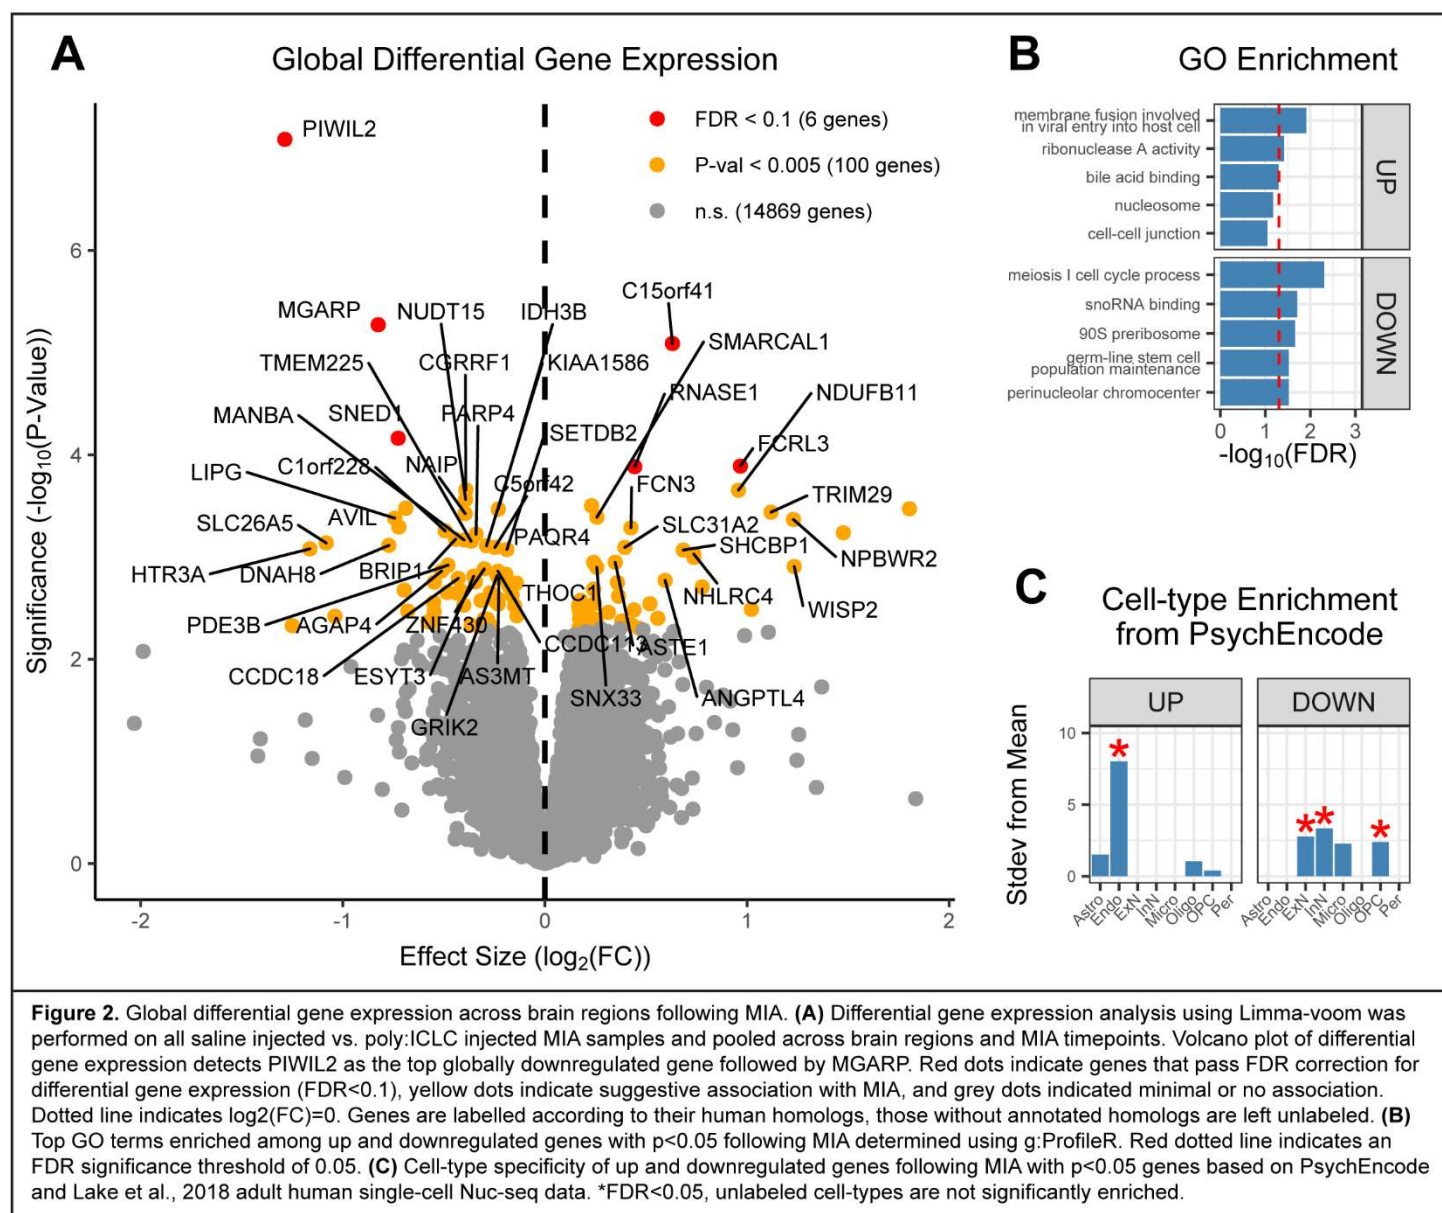 A
Global Differential Gene Expression
FDR < 0.1 (6 genes)
P-val < 0.005 (100 genes)
n.s. (14869 genes)
PIWIL2
C15orf41
MGARP
NUDT15
IDH3B
SMARCAL1
TMEM225
CGRRF1
KIAA1586
RNASE1
NDUFB11
MANBA
SNED1
PARP4
SETDB2
FCRL3
LIPG
C1orf228
NAIP
C5orf42
FCN3
TRIM29
SLC26A5
AVIL
PAQR4
SLC31A2
SHCBP1
NPBWR2
HTR3A
DNAH8
BRIP1
THOC1
NHLRC4
WISP2
PDE3B
AGAP4
ZNF430
CCDC113
ASTE1
CCDC18
ESYT3
AS3MT
SNX33
ANGPTL4
GRIK2
Significance (-log10(P-Value))
6
4
2
0
-2
-1
0
1
2
Effect Size (log2(FC))
B
GO Enrichment
membrane fusion involved
in viral entry into host cell
ribonuclease A activity
bile acid binding
nucleosome
cell-cell junction
UP
meiosis I cell cycle process
snoRNA binding
90S preribosome
germ-line stem cell
population maintenance
perinucleolar chromocenter
DOWN
0
1
2
3
-log10(FDR)
C
Cell-type Enrichment
from PsychEncode
UP
DOWN
Stdev from Mean
10
5
0
*
*
*
*
Astro
Endo
ExN
InN
Micro
Oligo
OPC
Per
Astro
Endo
ExN
InN
Micro
Oligo
OPC
Per
Figure 2. Global differential gene expression across brain regions following MIA. (A) Differential gene expression analysis using Limma-voom was
performed on all saline injected vs. poly:ICLC injected MIA samples and pooled across brain regions and MIA timepoints. Volcano plot of differential
gene expression detects PIWIL2 as the top globally downregulated gene followed by MGARP. Red dots indicate genes that pass FDR correction for
differential gene expression (FDR<0.1), yellow dots indicate suggestive association with MIA, and grey dots indicated minimal or no association.
Dotted line indicates log2(FC)=0. Genes are labelled according to their human homologs, those without annotated homologs are left unlabeled. (B)
Top GO terms enriched among up and downregulated genes with p<0.05 following MIA determined using g:ProfileR. Red dotted line indicates an
FDR significance threshold of 0.05. (C) Cell-type specificity of up and downregulated genes following MIA with p<0.05 genes based on PsychEncode
and Lake et al., 2018 adult human single-cell Nuc-seq data. *FDR<0.05, unlabeled cell-types are not significantly enriched.